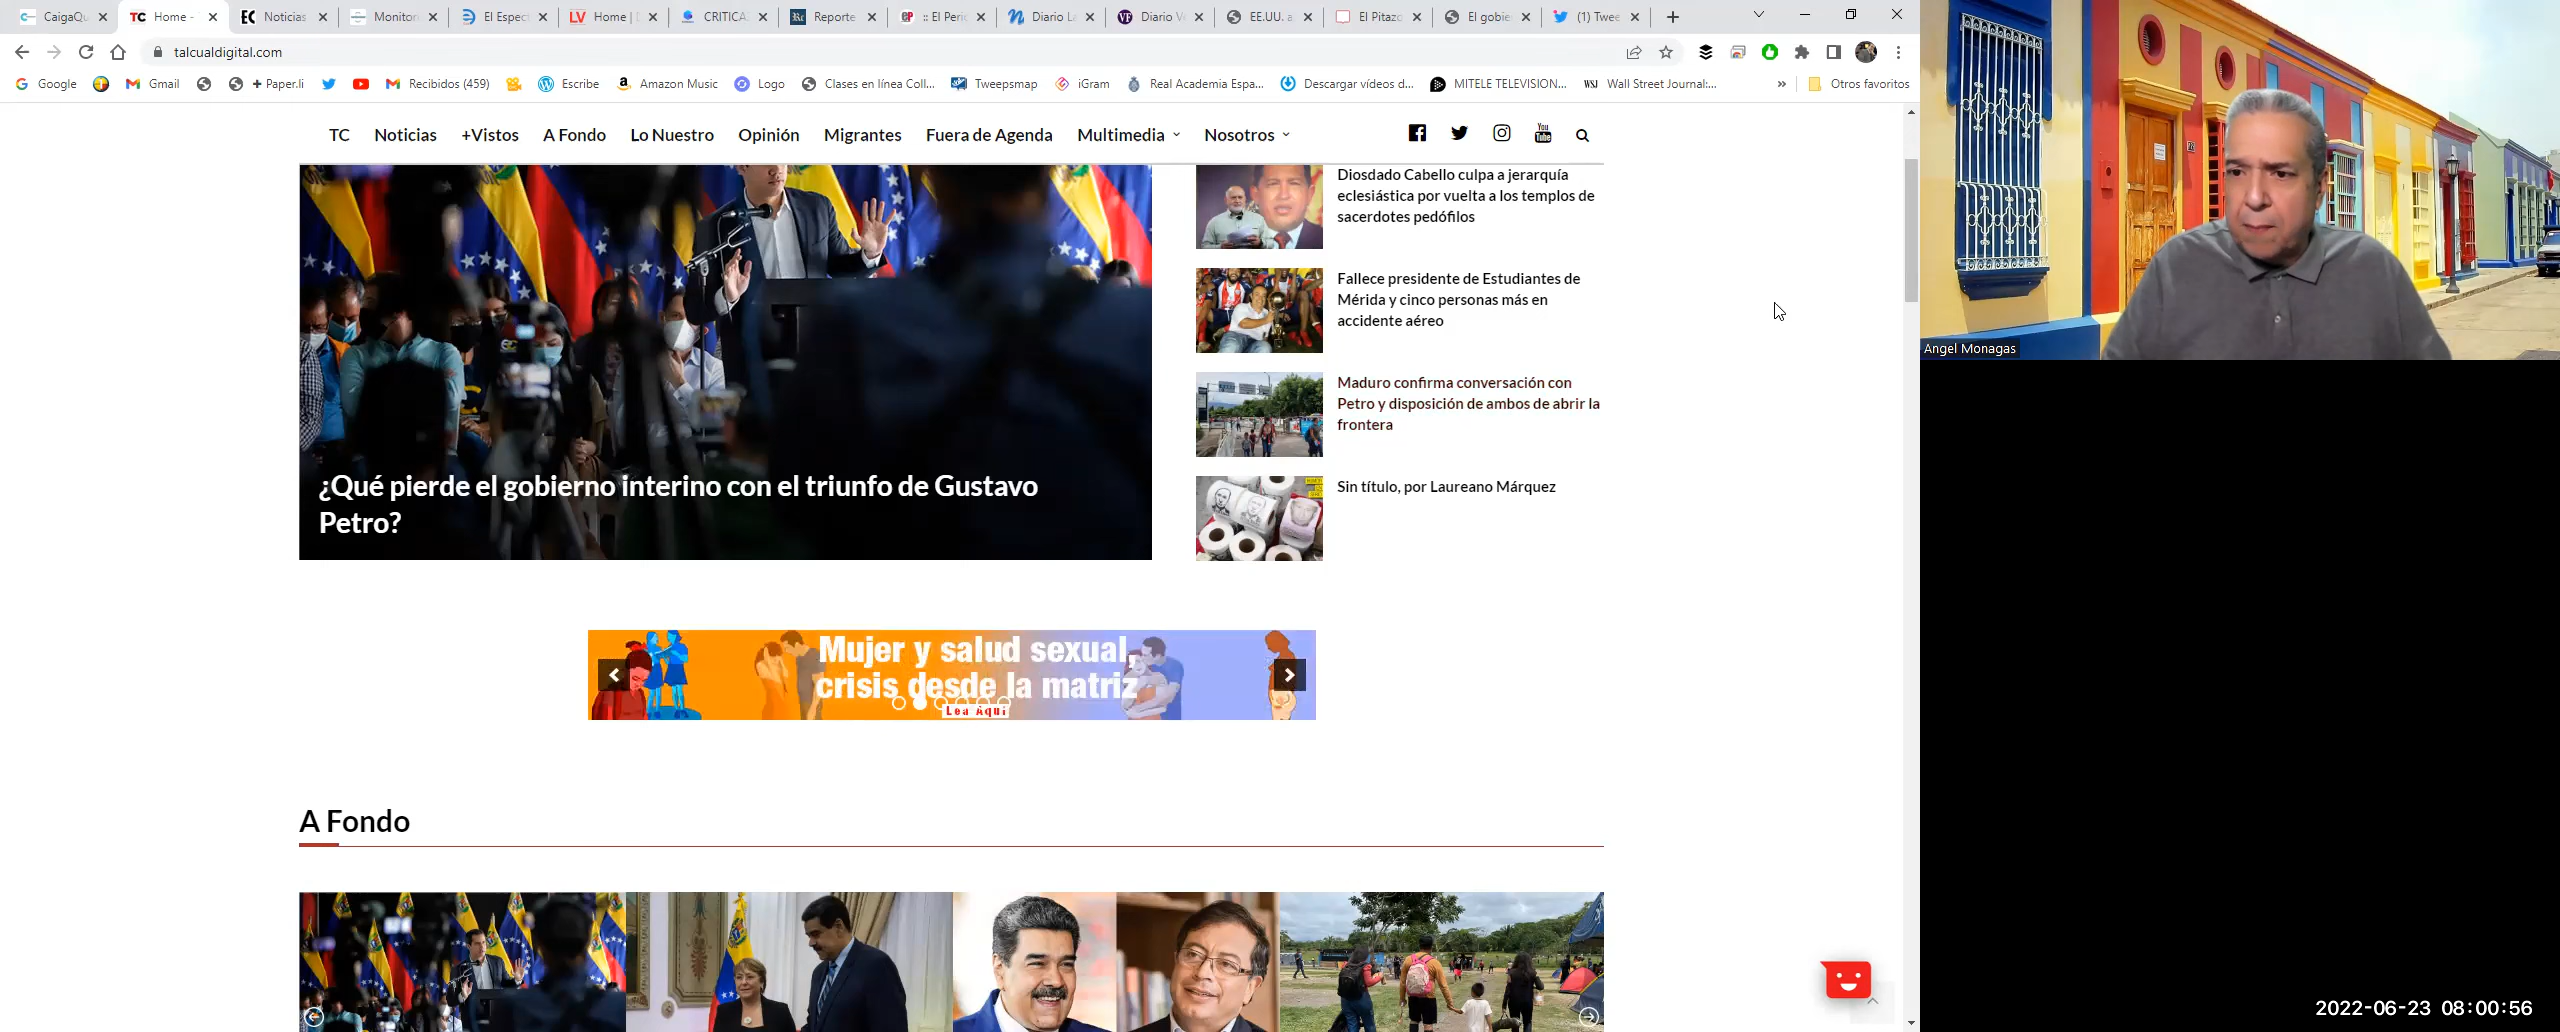 CaigaQu
Home -
Noticias
Monitor
El Espect
Home |
CRITICA
Reporte
:: El Peri
Diario L
Diario V
EE.UU. a
El Pitazo
El gobie
(1) Twee
talcualdigital.com
Google
Gmail
+ Paper.li
Recibidos (459)
Escribe
Amazon Music
Logo
Clases en línea Coll...
Tweepsmap
iGram
Real Academia Espa...
Descargar vídeos d...
MITELE TELEVISION...
WSJ Wall Street Journal:...
»
Otros favoritos
TC Noticias +Vistos A Fondo Lo Nuestro Opinión Migrantes Fuera de Agenda Multimedia Nosotros
You
Tube
Diosdado Cabello culpa a jerarquía
eclesiástica por vuelta a los templos de
sacerdotes pedófilos
Fallece presidente de Estudiantes de
Mérida y cinco personas más en
accidente aéreo
Maduro confirma conversación con
Petro y disposición de ambos de abrir la
frontera
Sin título, por Laureano Márquez
¿Qué pierde el gobierno interino con el triunfo de Gustavo
Petro?
Mujer y salud sexual,
crisis desde la matriz
Lea Aquí
A Fondo
Angel Monagas
2022-06-23 08:00:56